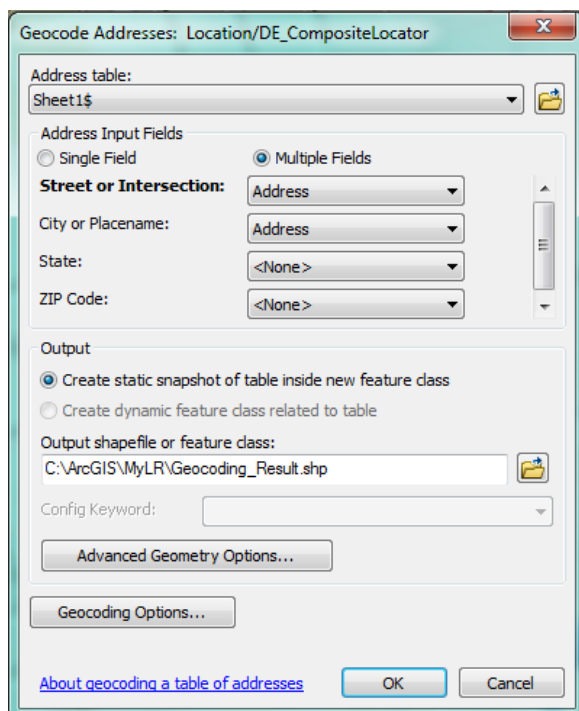 Geocode Addresses: Location/DE_CompositeLocator
Address table:
Sheet1$
Address Input Fields
Single Field Multiple Fields
Street or Intersection: Address
City or Placename: Address
State: <None>
ZIP Code: <None>
Output
Create static snapshot of table inside new feature class
Create dynamic feature class related to table
Output shapefile or feature class:
C:\ArcGIS\MyLR\Geocoding_Result.shp
Config Keyword:
Advanced Geometry Options...
Geocoding Options...
About geocoding a table of addresses OK Cancel